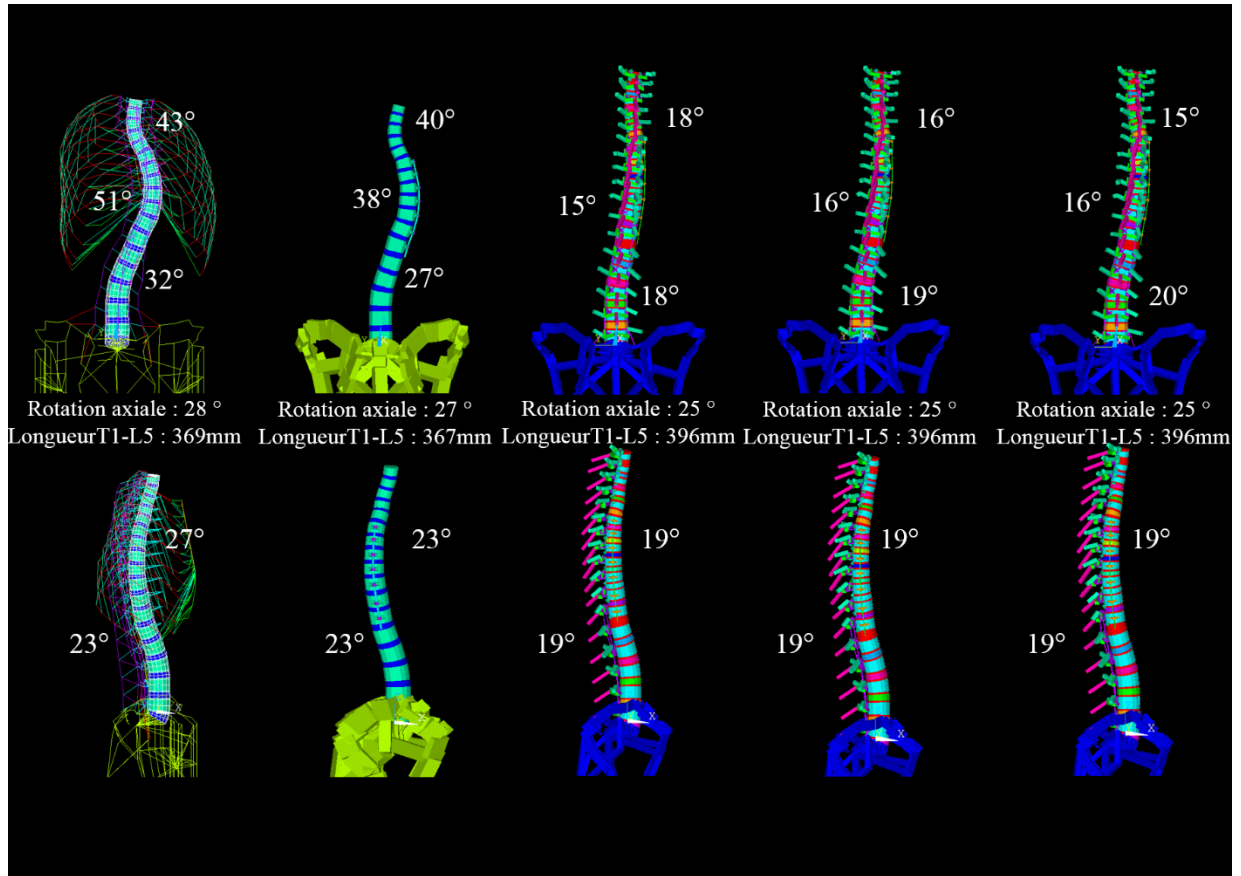 43°
51°
32°
40°
38°
27°
18°
15°
18°
16°
16°
19°
15°
16°
20°
Rotation axiale : 28 °
LongueurT1-L5 : 369mm
Rotation axiale : 27 °
LongueurT1-L5 : 367mm
Rotation axiale : 25 °
LongueurT1-L5 : 396mm
Rotation axiale : 25 °
LongueurT1-L5 : 396mm
Rotation axiale : 25 °
LongueurT1-L5 : 396mm
27°
23°
X
23°
23°
X
19°
19°
X
19°
19°
X
19°
19°
X